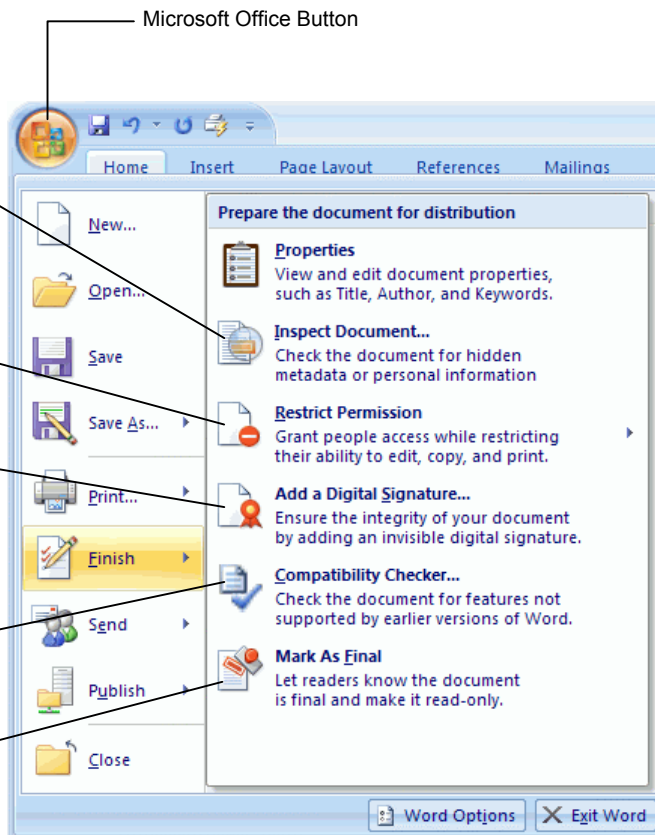 Microsoft Office Button
Home Insert Page Layout References Mailings
New...
Open...
Save
Save As...
Print...
Finish
Send
Publish
Close
Prepare the document for distribution
Properties
View and edit document properties,
such as Title, Author, and Keywords.
Inspect Document...
Check the document for hidden
metadata or personal information
Restrict Permission
Grant people access while restricting
their ability to edit, copy, and print.
Add a Digital Signature...
Ensure the integrity of your document
by adding an invisible digital signature.
Compatibility Checker...
Check the document for features not
supported by earlier versions of Word.
Mark As Final
Let readers know the document
is final and make it read-only.
Word Options Exit Word